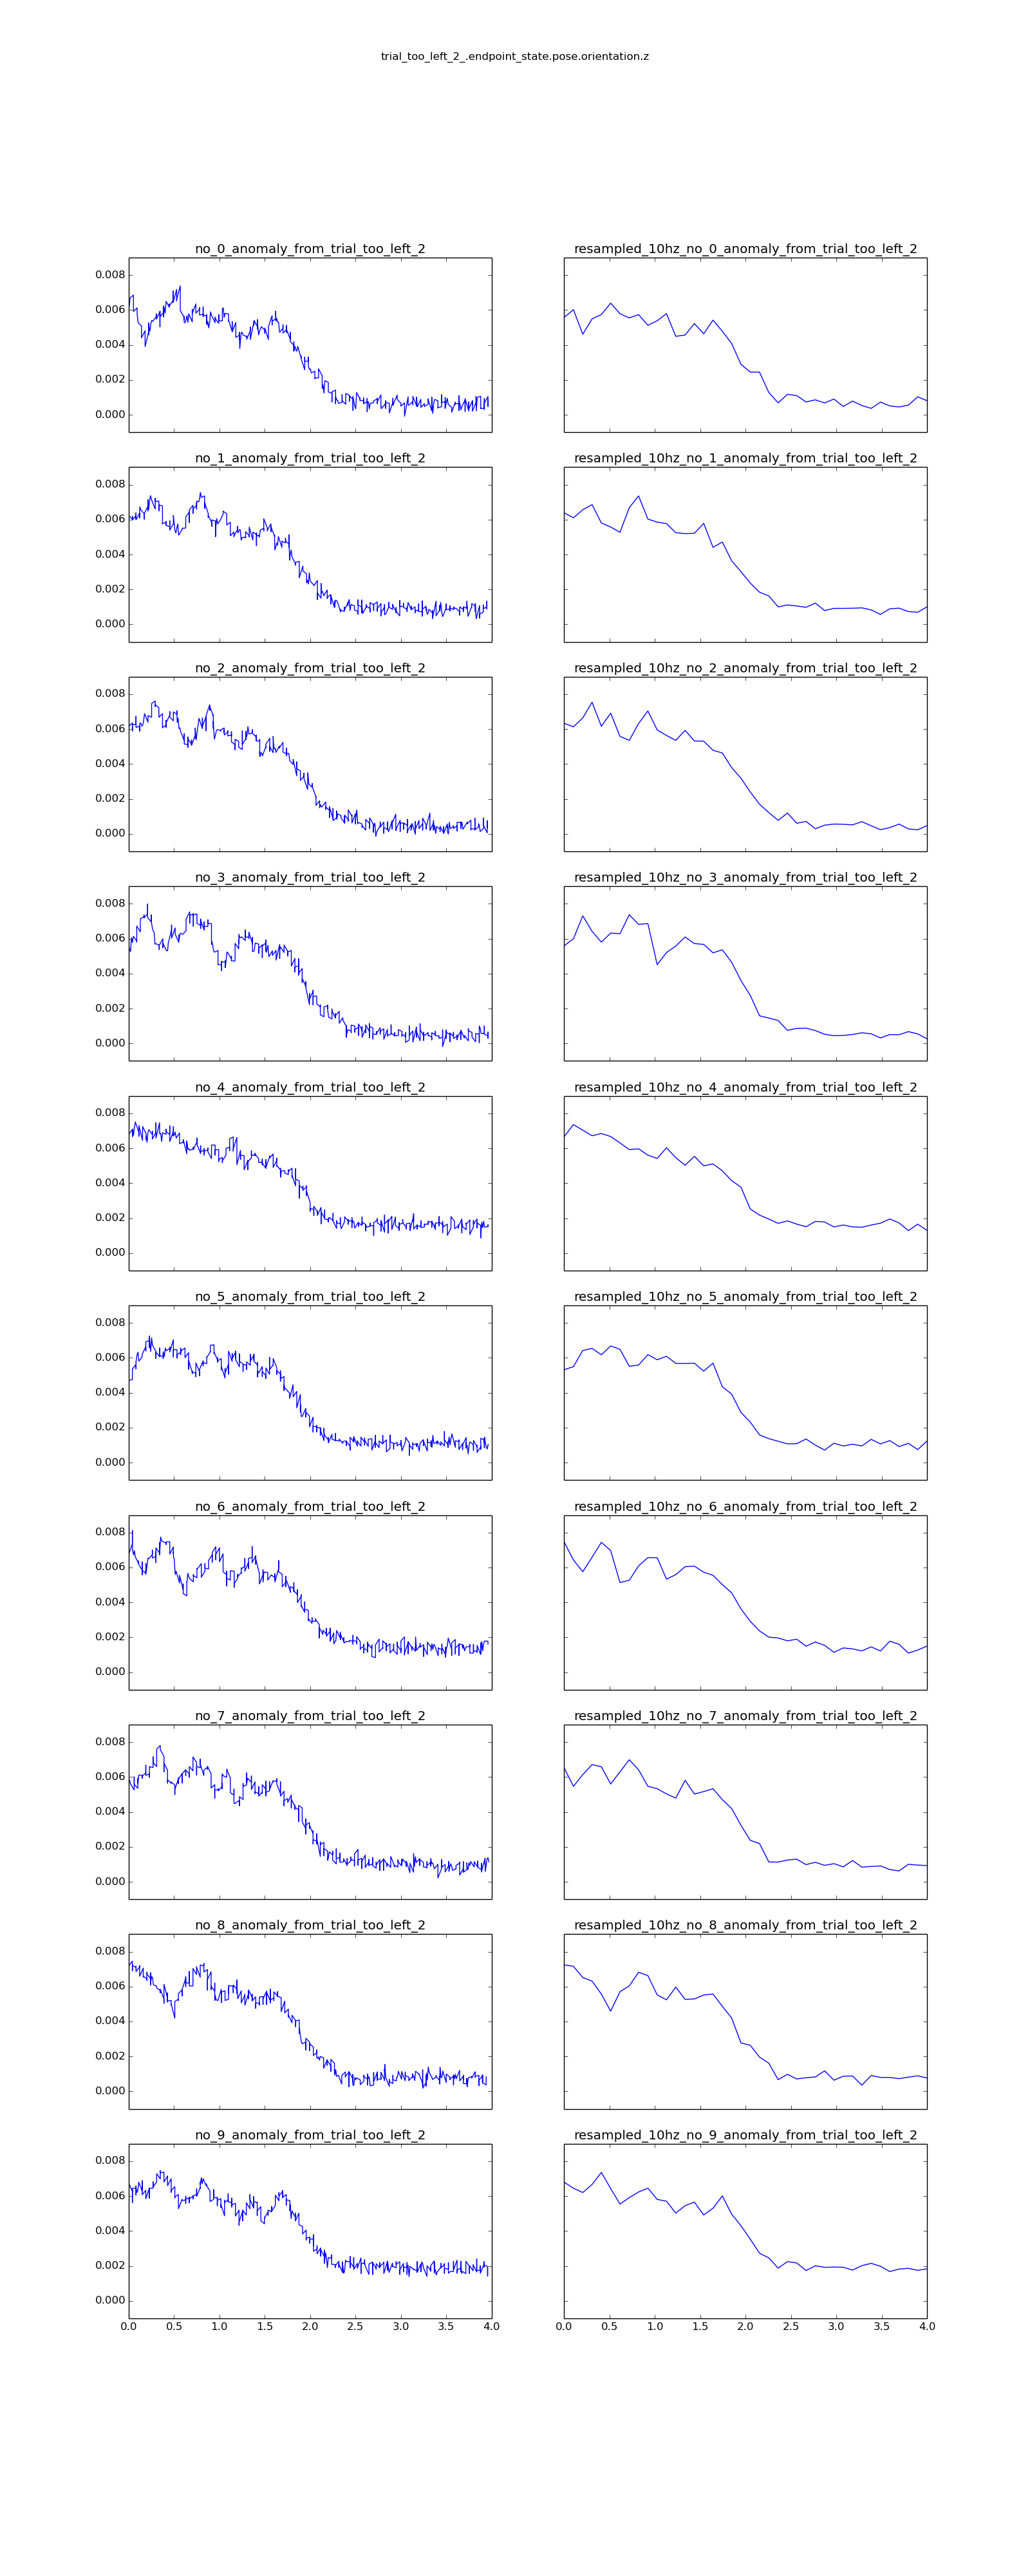 trial_too_left_2_.endpoint_state.pose.orientation.z
no_0_anomaly_from_trial_too_left_2
resampled_10hz_no_0_anomaly_from_trial_too_left_2
0.008
0.006
0.004
0.002
0.000
no_1_anomaly_from_trial_too_left_2
resampled_10hz_no_1_anomaly_from_trial_too_left_2
0.008
0.006
0.004
0.002
0.000
no_2_anomaly_from_trial_too_left_2
resampled_10hz_no_2_anomaly_from_trial_too_left_2
0.008
0.006
0.004
0.002
0.000
no_3_anomaly_from_trial_too_left_2
resampled_10hz_no_3_anomaly_from_trial_too_left_2
0.008
0.006
0.004
0.002
0.000
no_4_anomaly_from_trial_too_left_2
resampled_10hz_no_4_anomaly_from_trial_too_left_2
0.008
0.006
0.004
0.002
0.000
no_5_anomaly_from_trial_too_left_2
resampled_10hz_no_5_anomaly_from_trial_too_left_2
0.008
0.006
0.004
0.002
0.000
no_6_anomaly_from_trial_too_left_2
resampled_10hz_no_6_anomaly_from_trial_too_left_2
0.008
0.006
0.004
0.002
0.000
no_7_anomaly_from_trial_too_left_2
resampled_10hz_no_7_anomaly_from_trial_too_left_2
0.008
0.006
0.004
0.002
0.000
no_8_anomaly_from_trial_too_left_2
resampled_10hz_no_8_anomaly_from_trial_too_left_2
0.008
0.006
0.004
0.002
0.000
no_9_anomaly_from_trial_too_left_2
resampled_10hz_no_9_anomaly_from_trial_too_left_2
0.008
0.006
0.004
0.002
0.000
0.0 0.5 1.0 1.5 2.0 2.5 3.0 3.5 4.0
0.0 0.5 1.0 1.5 2.0 2.5 3.0 3.5 4.0